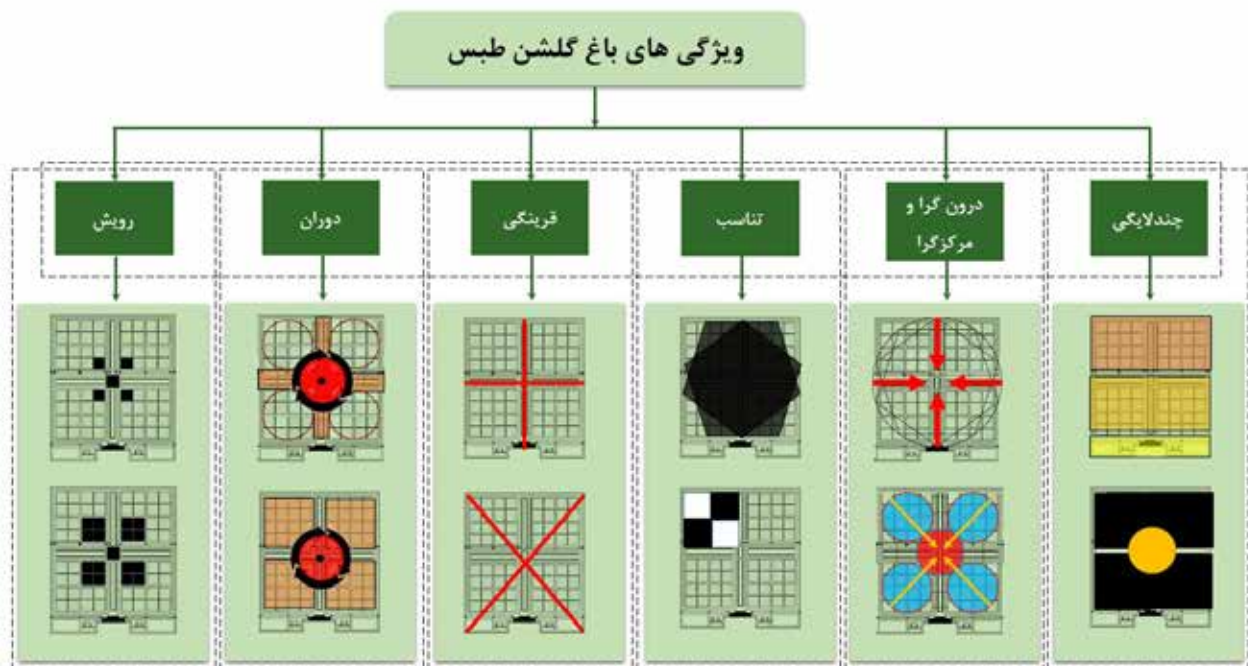 ویژگی های باغ گلشن طبس
چندلایگی
درون گرا و
مرکزگرا
تناسب
قرینگی
دوران
رویش